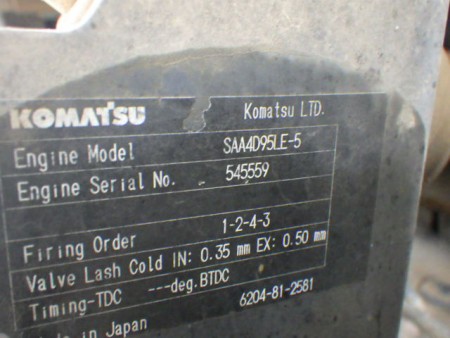 KOMATSU Komatsu LTD.
Engine Model SAA4D95LE-5
Engine Serial No. 545559
Firing Order 1-2-4-3
Valve Lash Cold IN: 0.35 mm EX: 0.50 mm
Timing-TDC ---deg.BTDC
6204-81-2581
in Japan